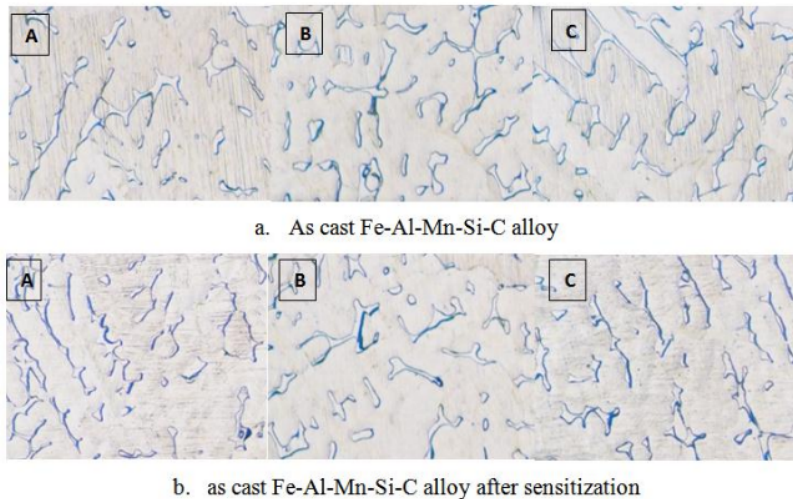 A B C
a. As cast Fe-Al-Mn-Si-C alloy
A B C
b. as cast Fe-Al-Mn-Si-C alloy after sensitization